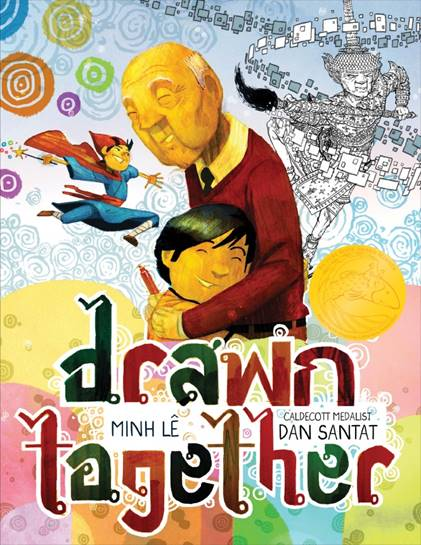 drawn
MINH LÊ
CALDECOTT MEDALIST
DAN SANTAT
together